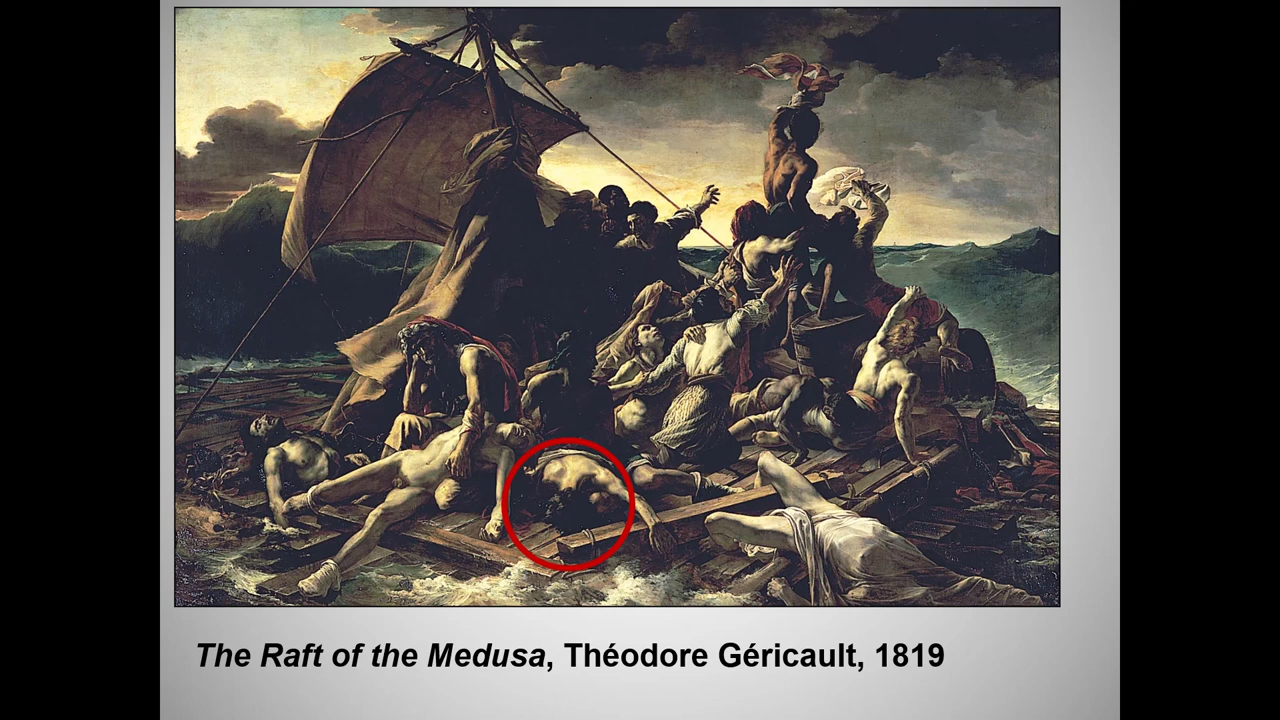 The Raft of the Medusa, Théodore Géricault, 1819